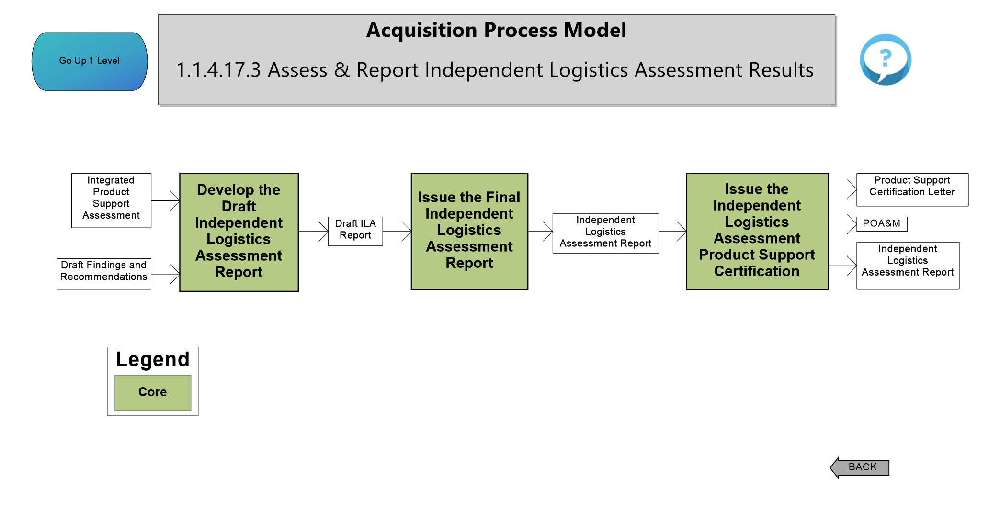 Acquisition Process Model
Go Up 1 Level
1.1.4.17.3 Assess & Report Independent Logistics Assessment Results
?
Integrated
Product
Support
Assessment
Draft Findings and
Recommendations
Develop the
Draft
Independent
Logistics
Assessment
Report
Draft ILA
Report
Issue the Final
Independent
Logistics
Assessment
Report
Independent
Logistics
Assessment Report
Issue the
Independent
Logistics
Assessment
Product Support
Certification
Product Support
Certification Letter
POA&M
Independent
Logistics
Assessment Report
Legend
Core
BACK